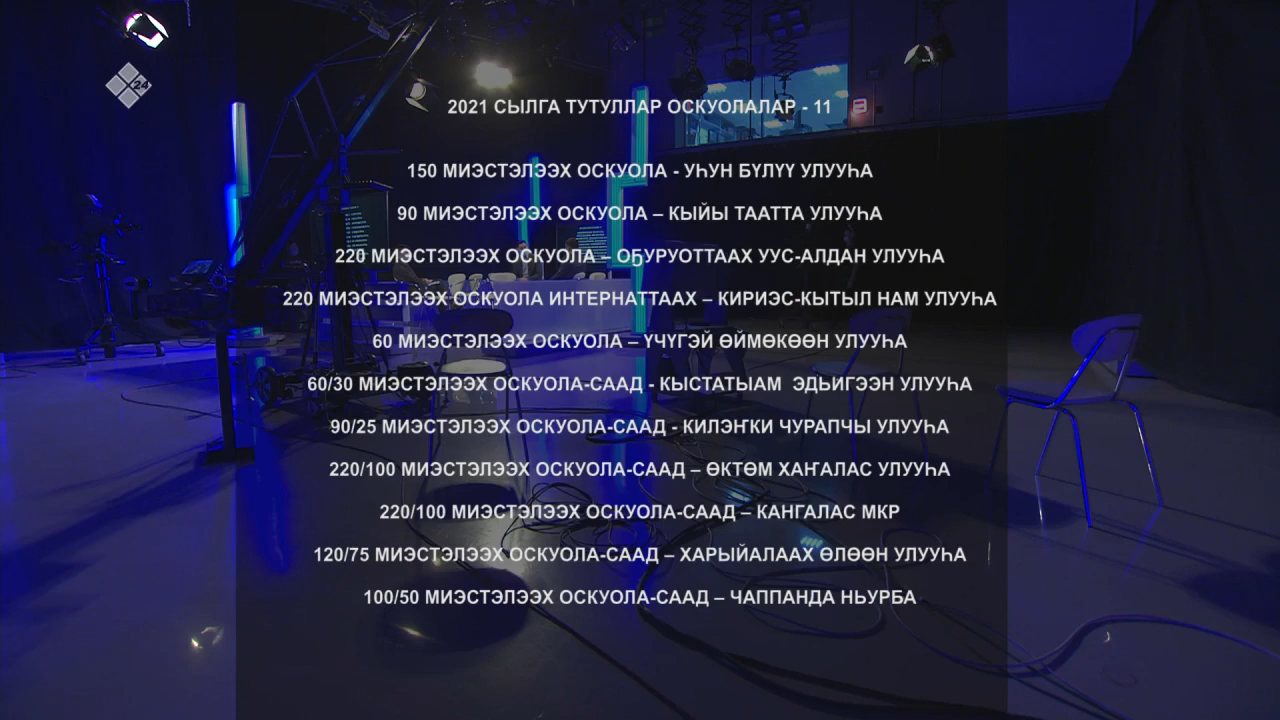 24
2021 СЫЛГА ТУТУЛЛАР ОСКУОЛАЛАР - 11
150 МИЭСТЭЛЭЭХ ОСКУОЛА - УҺУН БҮЛҮҮ УЛУУҺА
90 МИЭСТЭЛЭЭХ ОСКУОЛА – КЫЙЫ ТААТТА УЛУУҺА
220 МИЭСТЭЛЭЭХ ОСКУОЛА – ОҔУРУОТТААХ УУС-АЛДАН УЛУУҺА
220 МИЭСТЭЛЭЭХ ОСКУОЛА ИНТЕРНАТТААХ – КИРИЭС-КЫТЫЛ НАМ УЛУУҺА
60 МИЭСТЭЛЭЭХ ОСКУОЛА – ҮЧҮГЭЙ ӨЙМӨКӨӨН УЛУУҺА
60/30 МИЭСТЭЛЭЭХ ОСКУОЛА-СААД - КЫСТАТЫАМ ЭДЬИГЭЭН УЛУУҺА
90/25 МИЭСТЭЛЭЭХ ОСКУОЛА-СААД - КИЛЭҤКИ ЧУРАПЧЫ УЛУУҺА
220/100 МИЭСТЭЛЭЭХ ОСКУОЛА-СААД – ӨКТӨМ ХАҤАЛАС УЛУУҺА
220/100 МИЭСТЭЛЭЭХ ОСКУОЛА-СААД – КАНГАЛАС МКР
120/75 МИЭСТЭЛЭЭХ ОСКУОЛА-СААД – ХАРЫЙАЛААХ ӨЛӨӨН УЛУУҺА
100/50 МИЭСТЭЛЭЭХ ОСКУОЛА-СААД – ЧАППАНДА НЬУРБА